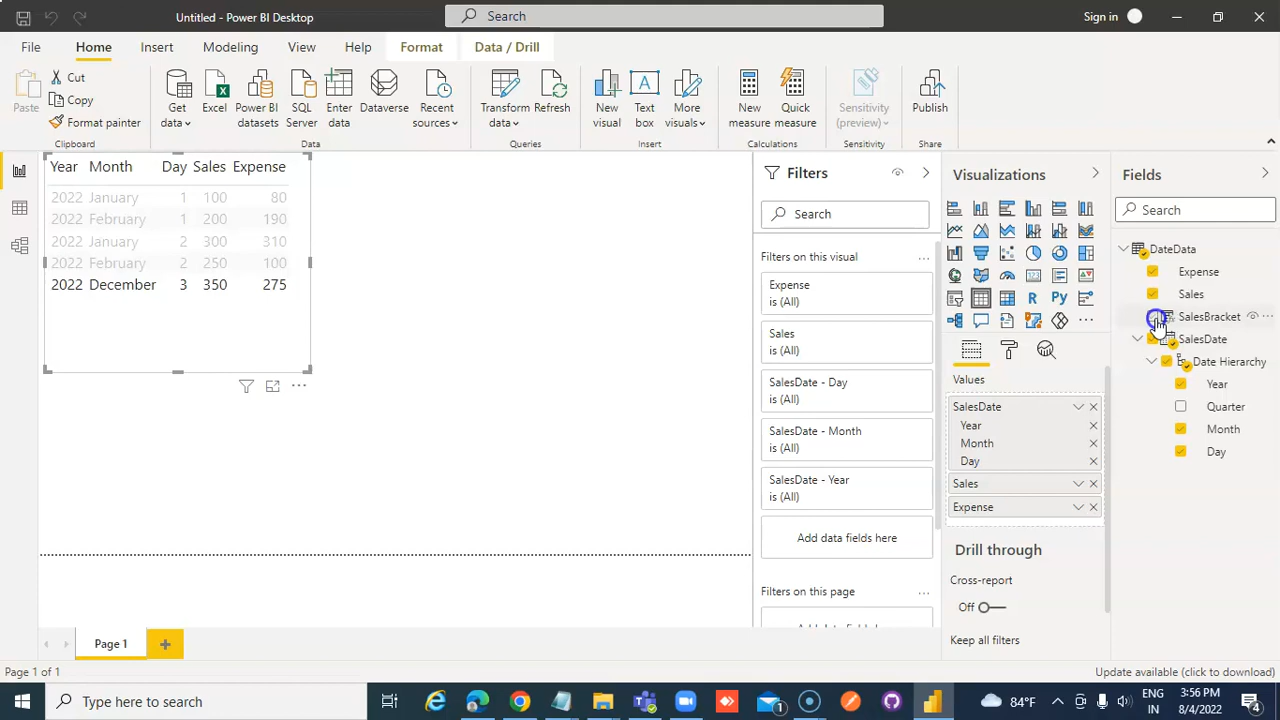 Untitled - Power BI Desktop
Search
Sign in
File
Home
Insert
Modeling
View
Help
Format
Data / Drill
Paste
Cut
Copy
Format painter
Clipboard
Get data
Excel
Power BI datasets
SQL Server
Enter data
Dataverse
Recent sources
Data
Transform data
Refresh
Queries
New visual
Text box
More visuals
Insert
New measure
Quick measure
Calculations
Sensitivity (preview)
Sensitivity
Publish
Share
Year Month Day Sales Expense
2022 January 1 100 80
2022 February 1 200 190
2022 January 2 300 310
2022 February 2 250 100
2022 December 3 350 275
Filters
Search
Filters on this visual
Expense
is (All)
Sales
is (All)
SalesDate - Day
is (All)
SalesDate - Month
is (All)
SalesDate - Year
is (All)
Add data fields here
Filters on this page
Visualizations
R
Py
123
Values
SalesDate
Year
Month
Day
Sales
Expense
Drill through
Cross-report
Off
Keep all filters
Fields
Search
DateData
Expense
Sales
SalesBracket
SalesDate
Date Hierarchy
Year
Quarter
Month
Day
Page 1
Page 1 of 1
Update available (click to download)
Type here to search
1
84°F
ENG
IN
3:56 PM
8/4/2022
4